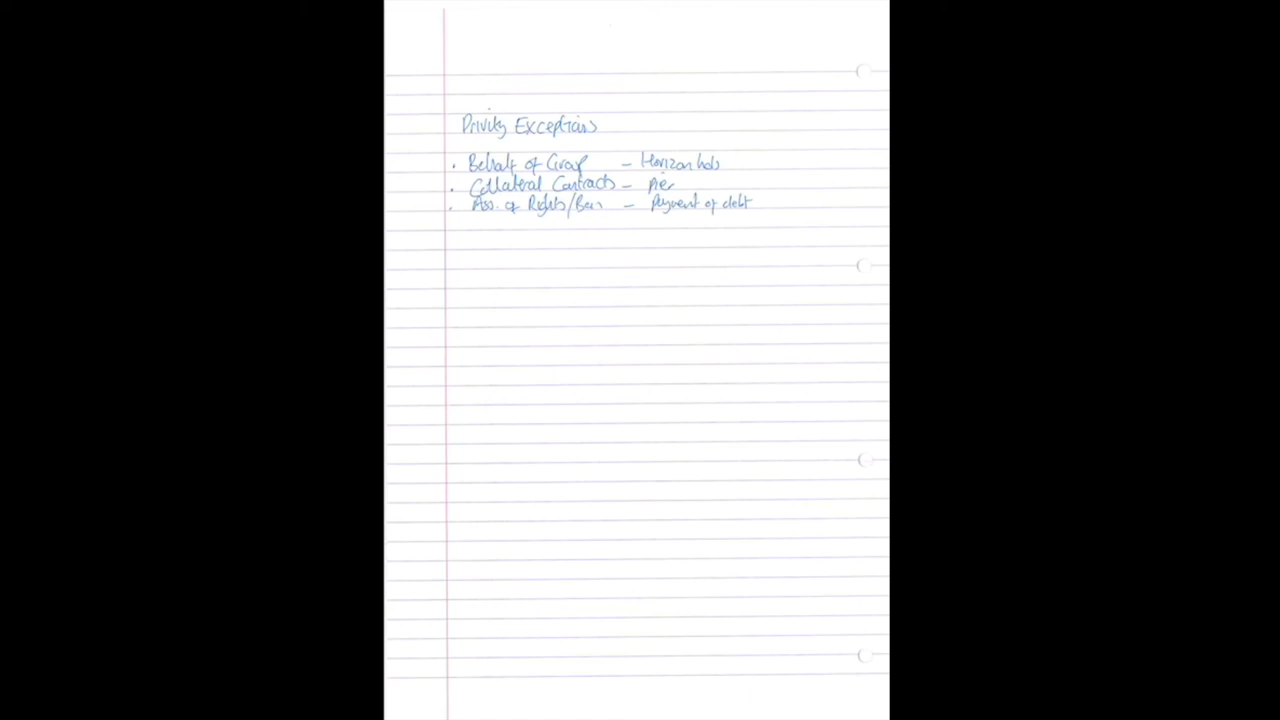 Privity Exceptions
· Behalf of Group - Horizon hols
· Collateral Contracts - Pier
· Ass. of Rights/Ben - Payment of debt